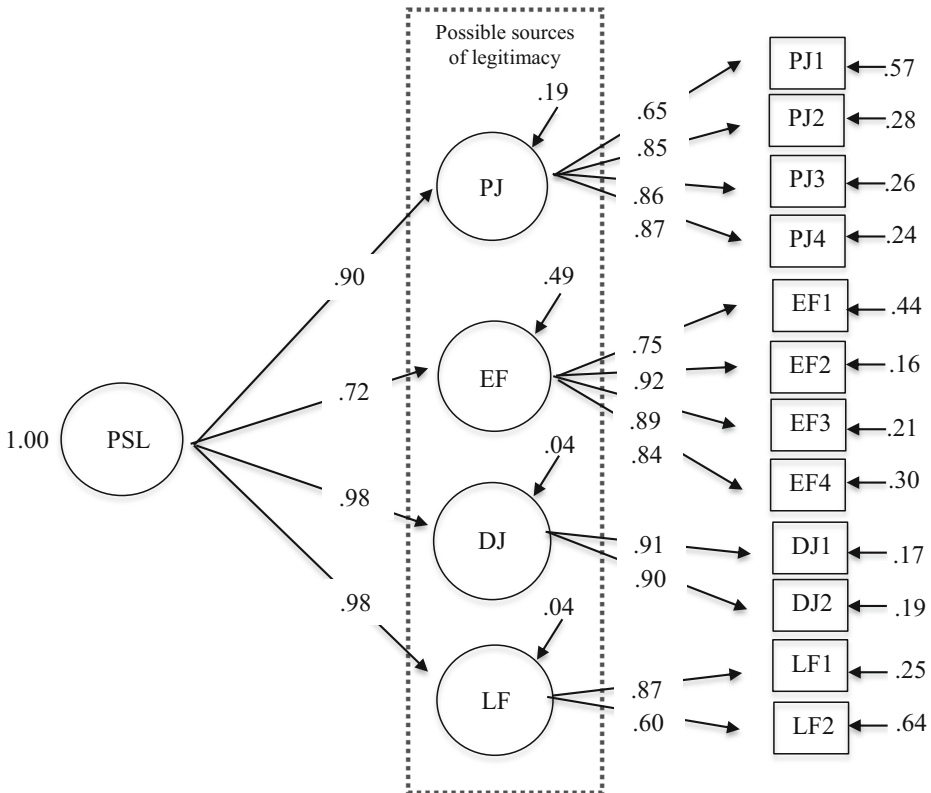 Possible sources
of legitimacy
.19
PJ
.90
.49
EF
.72
1.00
PSL
.04
DJ
.98
.04
LF
.98
.65
PJ1
.57
.85
PJ2
.28
.86
PJ3
.26
.87
PJ4
.24
.75
EF1
.44
.92
EF2
.16
.89
EF3
.21
.84
EF4
.30
.91
DJ1
.17
.90
DJ2
.19
.87
LF1
.25
.60
LF2
.64